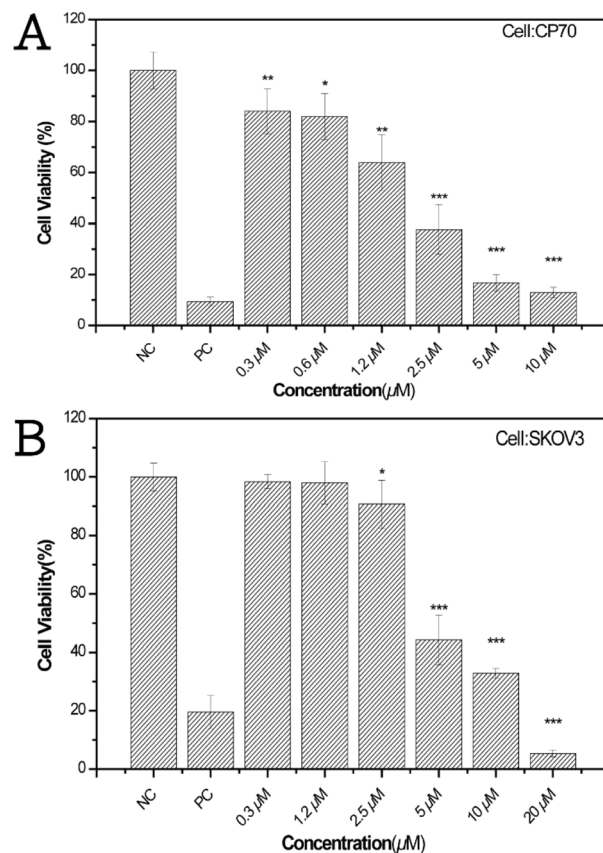 A
Cell:CP70
Cell Viability (%)
120
100
80
60
40
20
0
**
*
**
***
***
***
NC
PC
0.3 µM
0.6 µM
1.2 µM
2.5 µM
5 µM
10 µM
Concentration(µM)
B
Cell:SKOV3
Cell Viability(%)
120
100
80
60
40
20
0
*
***
***
***
NC
PC
0.3 µM
1.2 µM
2.5 µM
5 µM
10 µM
20 µM
Concentration(µM)